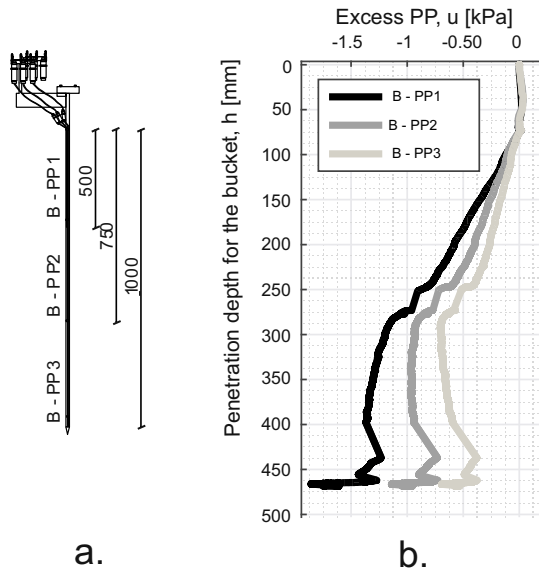 B - PP1
B - PP2
B - PP3
500
750
1000
a.
Excess PP, u [kPa]
-1.5 -1 -0.50 0
Penetration depth for the bucket, h [mm]
0
50
100
150
200
250
300
350
400
450
500
B - PP1
B - PP2
B - PP3
b.